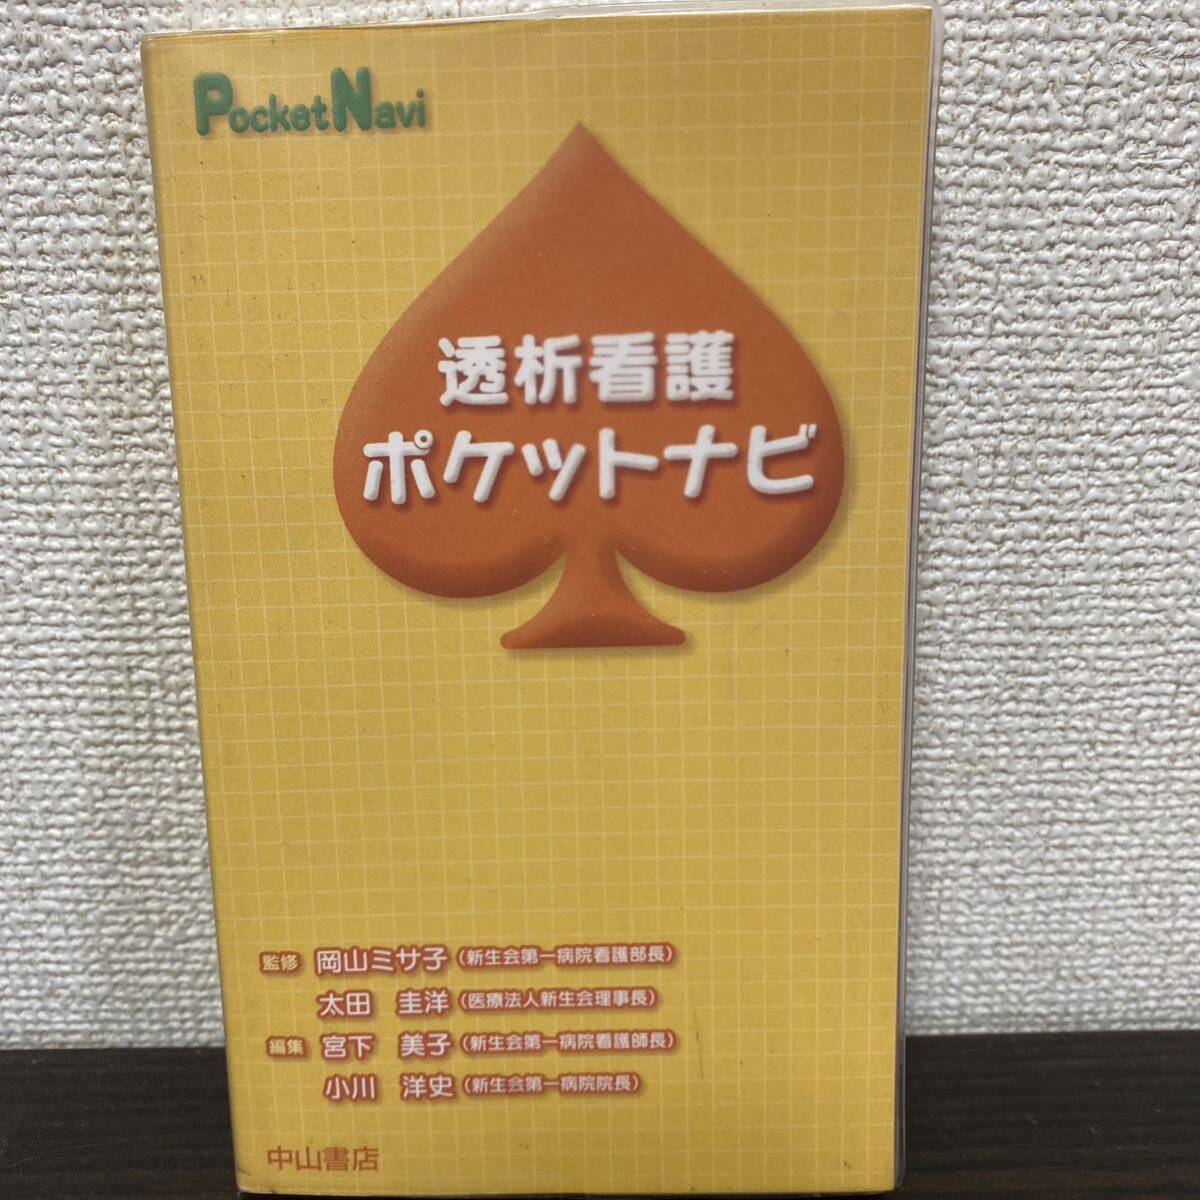 PocketNavi
透析看護
ポケットナビ
監修 岡山ミサ子(新生会第一病院看護部長)
太田 圭洋(医療法人新生会理事長)
編集 宮下 美子(新生会第一病院看護師長)
小川 洋史(新生会第一病院院長)
中山書店